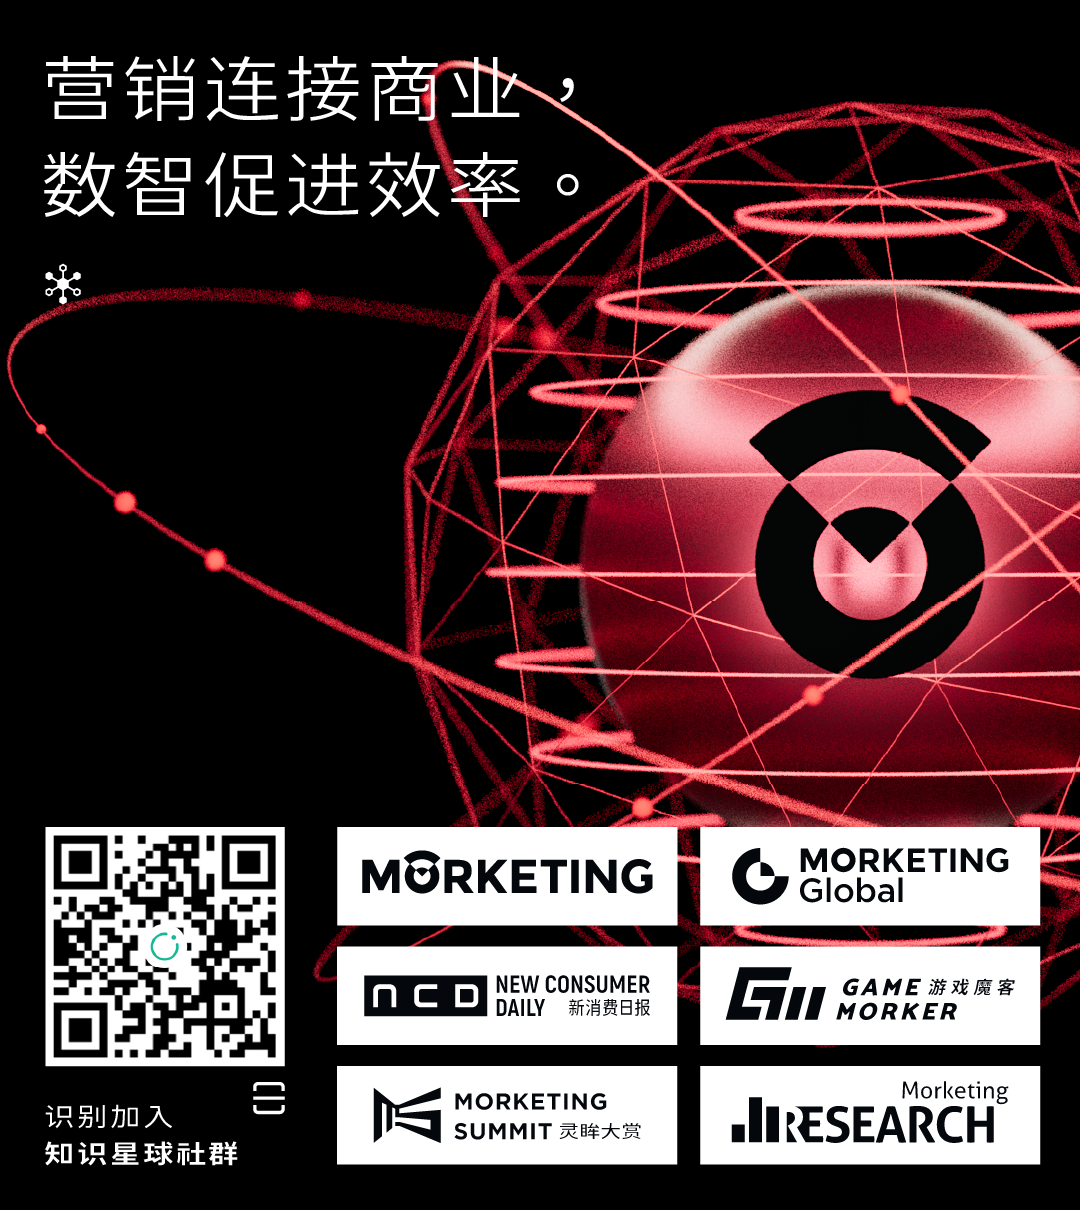 营销连接商业，
数智促进效率。
MORKETING
MORKETING
Global
ncd NEW CONSUMER
DAILY 新消费日报
GAME 游戏魔客
MORKER
MORKETING
SUMMIT 灵眸大赏
Morketing
RESEARCH
识别加入
知识星球社群